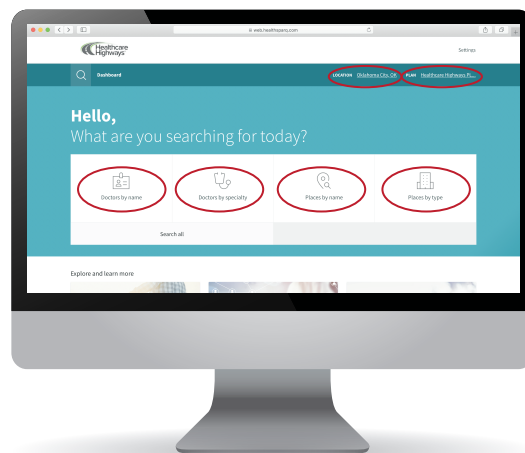 web.healthsparq.com
Healthcare
Highways
Settings
Dashboard
LOCATION Oklahoma City, OK
PLAN Healthcare Highways PL...
Hello,
What are you searching for today?
Doctors by name
Doctors by specialty
Places by name
Places by type
Search all
Explore and learn more